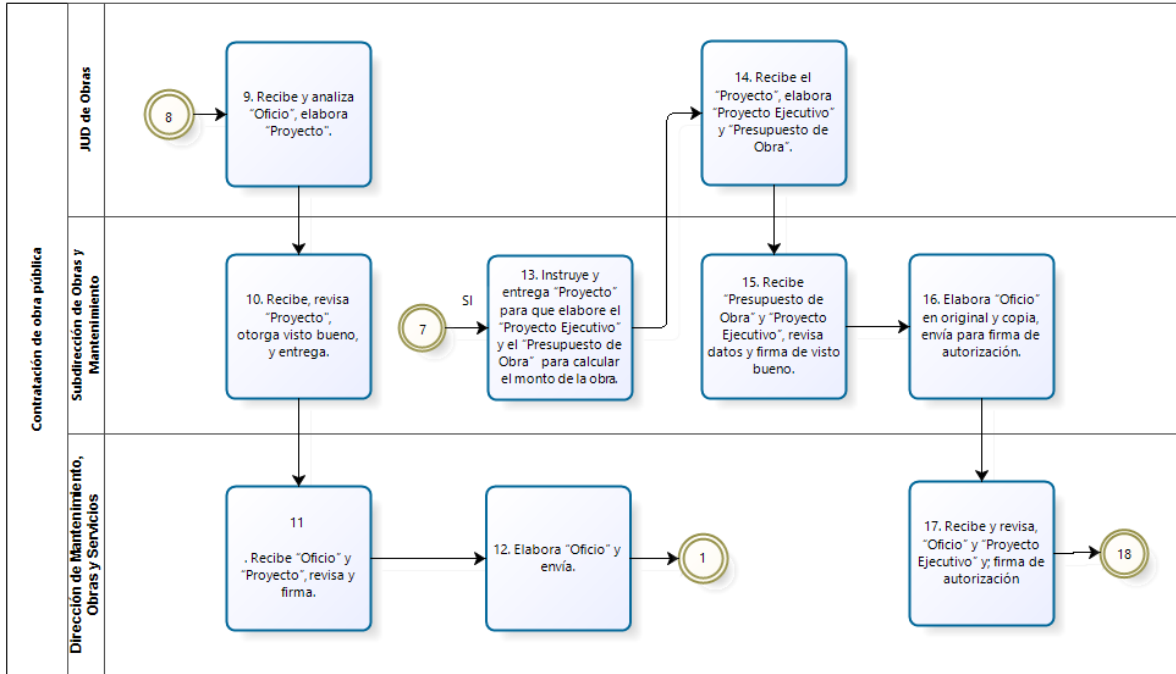 Contratación de obra pública
JUD de Obras
8
9. Recibe y analiza
“Oficio”, elabora
“Proyecto”.
14. Recibe el
“Proyecto”, elabora
“Proyecto Ejecutivo”
y “Presupuesto de
Obra”.
Subdirección de Obras y
Mantenimiento
10. Recibe, revisa
“Proyecto”,
otorga visto bueno,
y entrega.
7
SI
13. Instruye y
entrega “Proyecto”
para que elabore el
“Proyecto Ejecutivo”
y el “Presupuesto de
Obra” para calcular
el monto de la obra.
15. Recibe
“Presupuesto de
Obra” y “Proyecto
Ejecutivo”, revisa
datos y firma de visto
bueno.
16. Elabora “Oficio”
en original y copia,
envía para firma de
autorización.
Dirección de Mantenimiento,
Obras y Servicios
11
. Recibe “Oficio” y
“Proyecto”, revisa y
firma.
12. Elabora “Oficio” y
envía.
1
17. Recibe y revisa,
“Oficio” y “Proyecto
Ejecutivo” y; firma de
autorización
18